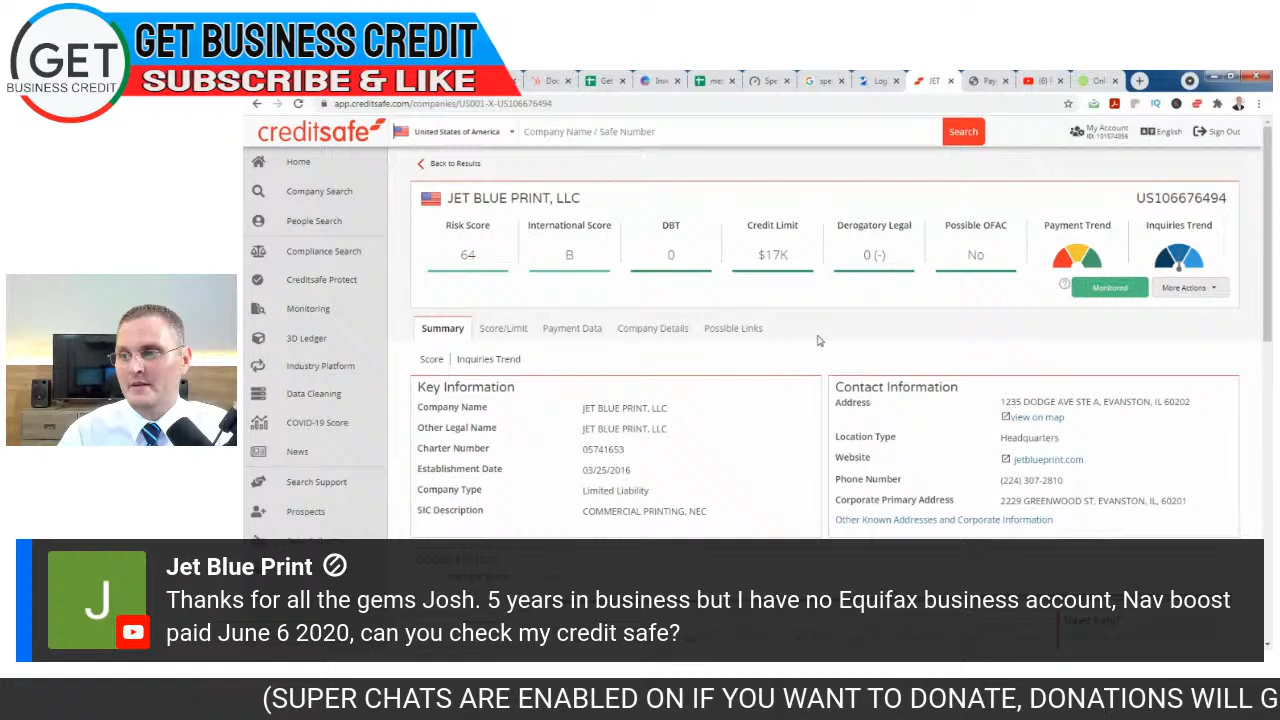 GET
BUSINESS CREDIT
GET BUSINESS CREDIT
SUBSCRIBE & LIKE
app.creditsafe.com/companies/US001-X-US106676494
creditsafe
United States of America
Company Name / Safe Number
Search
My Account
ID: 101574356
English
Sign Out
Home
Company Search
People Search
Compliance Search
Creditsafe Protect
Monitoring
3D Ledger
Industry Platform
Data Cleaning
COVID-19 Score
News
Search Support
Prospects
Back to Results
JET BLUE PRINT, LLC
US106676494
Risk Score
International Score
DBT
Credit Limit
Derogatory Legal
Possible OFAC
Payment Trend
Inquiries Trend
64
B
0
$17K
0 (-)
No
Monitored
More Actions
Summary
Score/Limit
Payment Data
Company Details
Possible Links
Score
Inquiries Trend
Key Information
Company Name JET BLUE PRINT, LLC
Other Legal Name JET BLUE PRINT, LLC
Charter Number 05741653
Establishment Date 03/25/2016
Company Type Limited Liability
SIC Description COMMERCIAL PRINTING, NEC
Contact Information
Address 1235 DODGE AVE STE A, EVANSTON, IL 60202
view on map
Location Type Headquarters
Website jetblueprint.com
Phone Number (224) 307-2810
Corporate Primary Address 2229 GREENWOOD ST, EVANSTON, IL, 60201
Other Known Addresses and Corporate Information
Need help?
J
Jet Blue Print
Thanks for all the gems Josh. 5 years in business but I have no Equifax business account, Nav boost
paid June 6 2020, can you check my credit safe?
(SUPER CHATS ARE ENABLED ON IF YOU WANT TO DONATE, DONATIONS WILL G